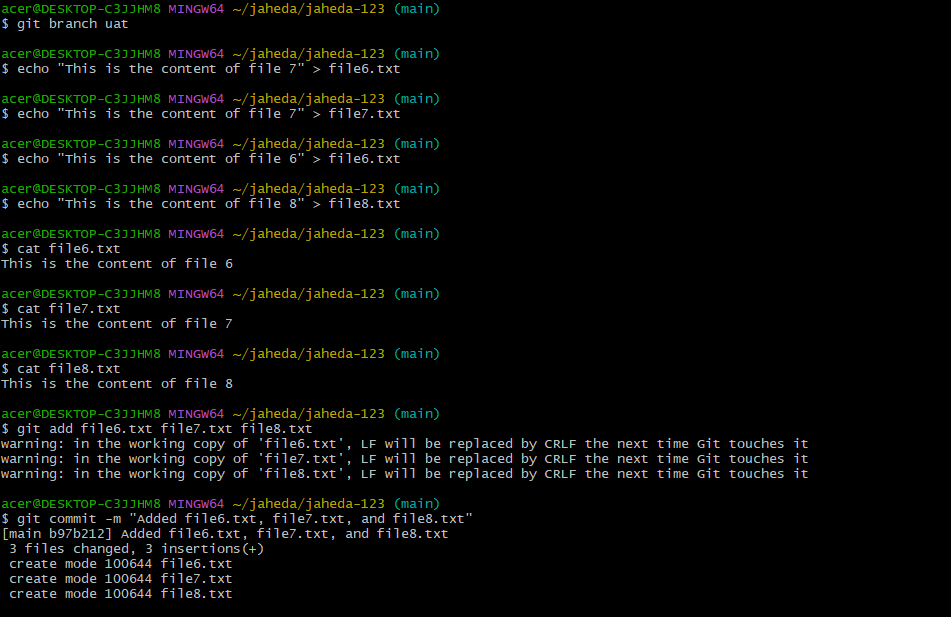 acer@DESKTOP-C3JJHM8 MINGW64 ~/jaheda/jaheda-123 (main)
$ git branch uat
acer@DESKTOP-C3JJHM8 MINGW64 ~/jaheda/jaheda-123 (main)
$ echo "This is the content of file 7" > file6.txt
acer@DESKTOP-C3JJHM8 MINGW64 ~/jaheda/jaheda-123 (main)
$ echo "This is the content of file 7" > file7.txt
acer@DESKTOP-C3JJHM8 MINGW64 ~/jaheda/jaheda-123 (main)
$ echo "This is the content of file 6" > file6.txt
acer@DESKTOP-C3JJHM8 MINGW64 ~/jaheda/jaheda-123 (main)
$ echo "This is the content of file 8" > file8.txt
acer@DESKTOP-C3JJHM8 MINGW64 ~/jaheda/jaheda-123 (main)
$ cat file6.txt
This is the content of file 6
acer@DESKTOP-C3JJHM8 MINGW64 ~/jaheda/jaheda-123 (main)
$ cat file7.txt
This is the content of file 7
acer@DESKTOP-C3JJHM8 MINGW64 ~/jaheda/jaheda-123 (main)
$ cat file8.txt
This is the content of file 8
acer@DESKTOP-C3JJHM8 MINGW64 ~/jaheda/jaheda-123 (main)
$ git add file6.txt file7.txt file8.txt
warning: in the working copy of 'file6.txt', LF will be replaced by CRLF the next time Git touches it
warning: in the working copy of 'file7.txt', LF will be replaced by CRLF the next time Git touches it
warning: in the working copy of 'file8.txt', LF will be replaced by CRLF the next time Git touches it
acer@DESKTOP-C3JJHM8 MINGW64 ~/jaheda/jaheda-123 (main)
$ git commit -m "Added file6.txt, file7.txt, and file8.txt"
[main b97b212] Added file6.txt, file7.txt, and file8.txt
 3 files changed, 3 insertions(+)
 create mode 100644 file6.txt
 create mode 100644 file7.txt
 create mode 100644 file8.txt